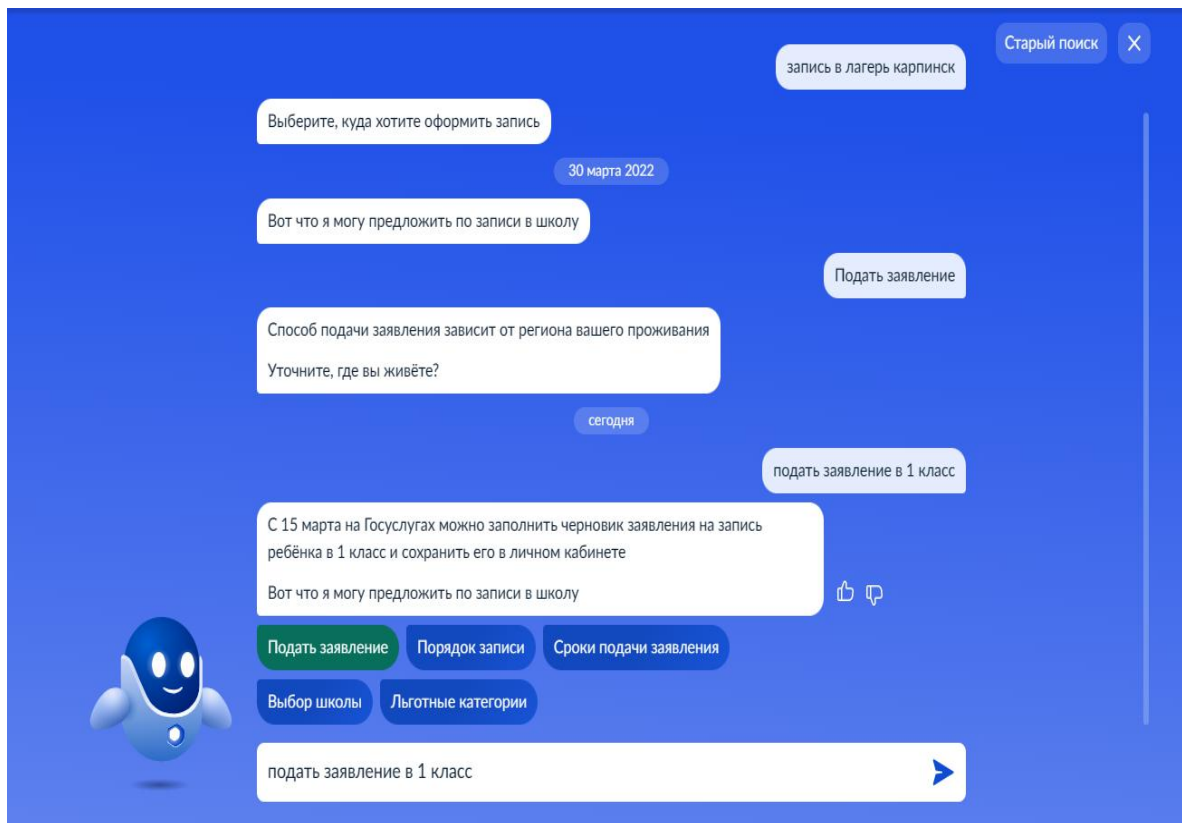 Старый поиск
запись в лагерь карпинск
Выберите, куда хотите оформить запись
30 марта 2022
Вот что я могу предложить по записи в школу
Подать заявление
Способ подачи заявления зависит от региона вашего проживания
Уточните, где вы живёте?
сегодня
подать заявление в 1 класс
С 15 марта на Госуслугах можно заполнить черновик заявления на запись
ребёнка в 1 класс и сохранить его в личном кабинете
Вот что я могу предложить по записи в школу
Подать заявление
Порядок записи
Сроки подачи заявления
Выбор школы
Льготные категории
подать заявление в 1 класс